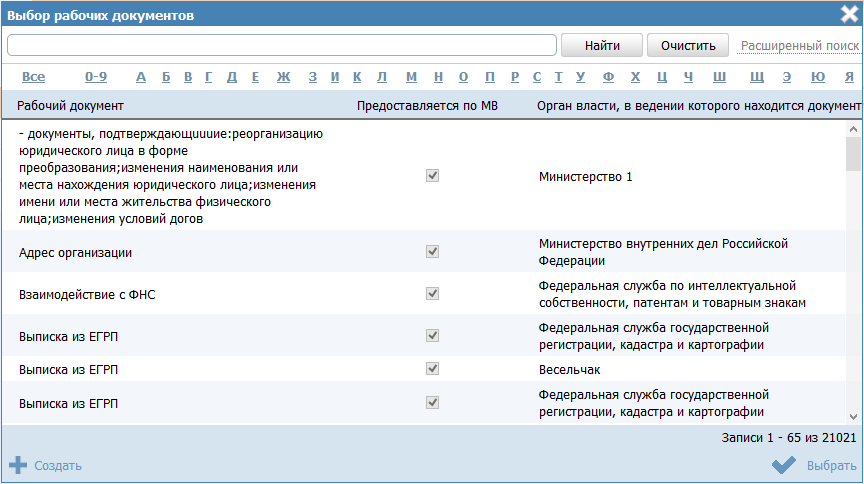 Выбор рабочих документов
Найти Очистить Расширенный поиск
Все 0-9 А Б В Г Д Е Ж З И К Л М Н О П Р С Т У Ф Х Ц Ч Ш Щ Э Ю Я
Рабочий документ Предоставляется по МВ Орган власти, в ведении которого находится документ
- документы, подтверждающиuuие:реорганизацию
юридического лица в форме
преобразования;изменения наименования или
места нахождения юридического лица;изменения
имени или места жительства физического
лица;изменения условий догов
Министерство 1
Адрес организации
Министерство внутренних дел Российской
Федерации
Взаимодействие с ФНС
Федеральная служба по интеллектуальной
собственности, патентам и товарным знакам
Выписка из ЕГРП
Федеральная служба государственной
регистрации, кадастра и картографии
Выписка из ЕГРП Весельчак
Выписка из ЕГРП
Федеральная служба государственной
регистрации, кадастра и картографии
Записи 1 - 65 из 21021
Создать Выбрать